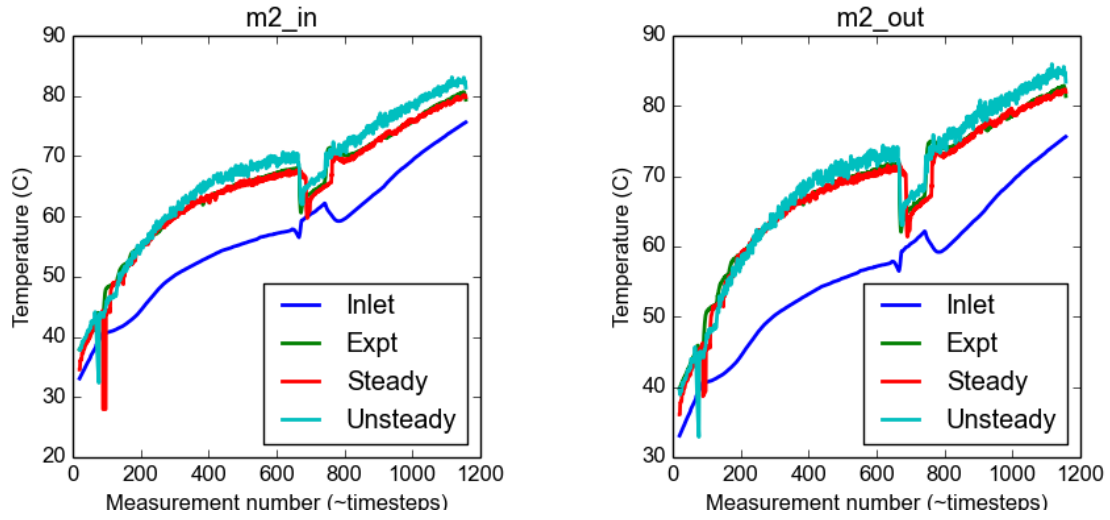 m2_in
90
80
70
60
50
40
30
20
Temperature (C)
Inlet
Expt
Steady
Unsteady
0 200 400 600 800 1000 1200
Measurement number (~timesteps)
m2_out
90
80
70
60
50
40
30
Temperature (C)
Inlet
Expt
Steady
Unsteady
0 200 400 600 800 1000 1200
Measurement number (~timesteps)